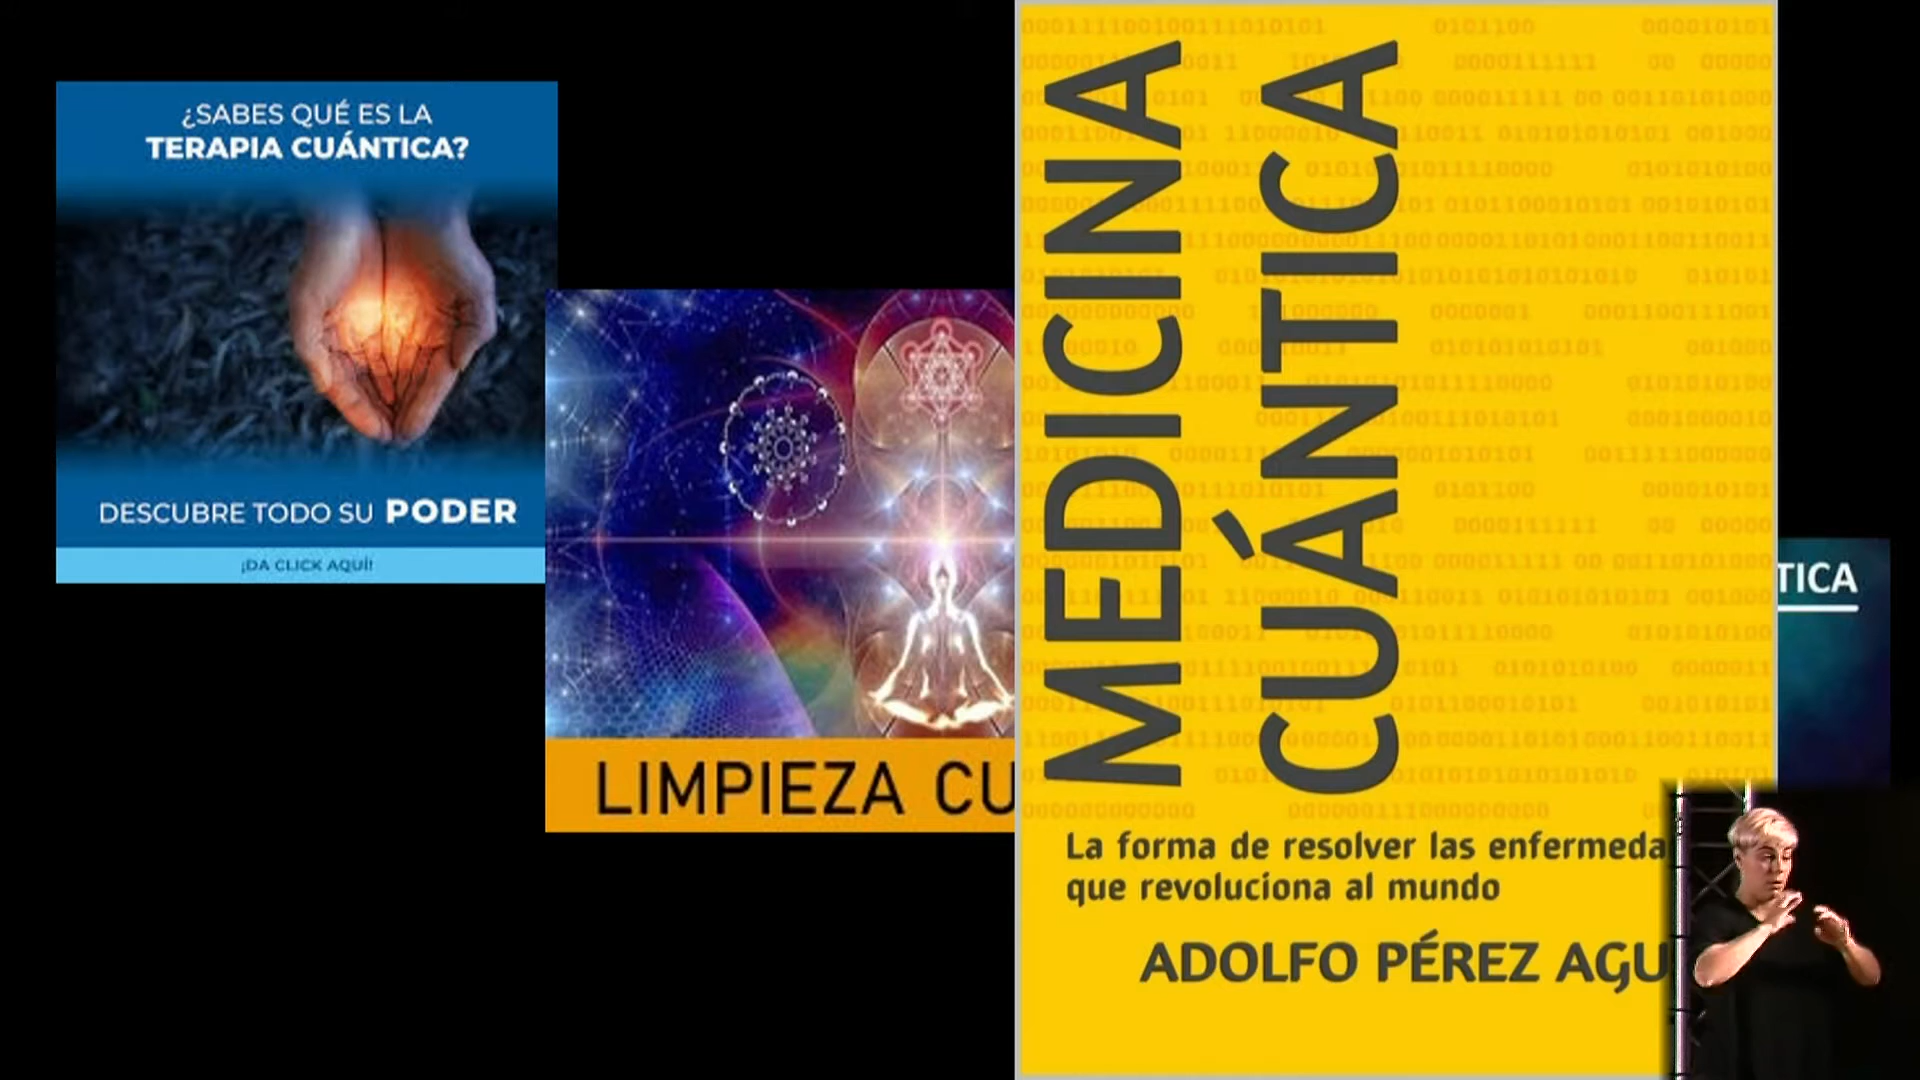 ¿SABES QUÉ ES LA
TERAPIA CUÁNTICA?
DESCUBRE TODO SU PODER
¡DA CLICK AQUÍ!
LIMPIEZA CU
MEDICINA
CUÁNTICA
La forma de resolver las enfermeda
que revoluciona al mundo
ADOLFO PÉREZ AGU
TICA